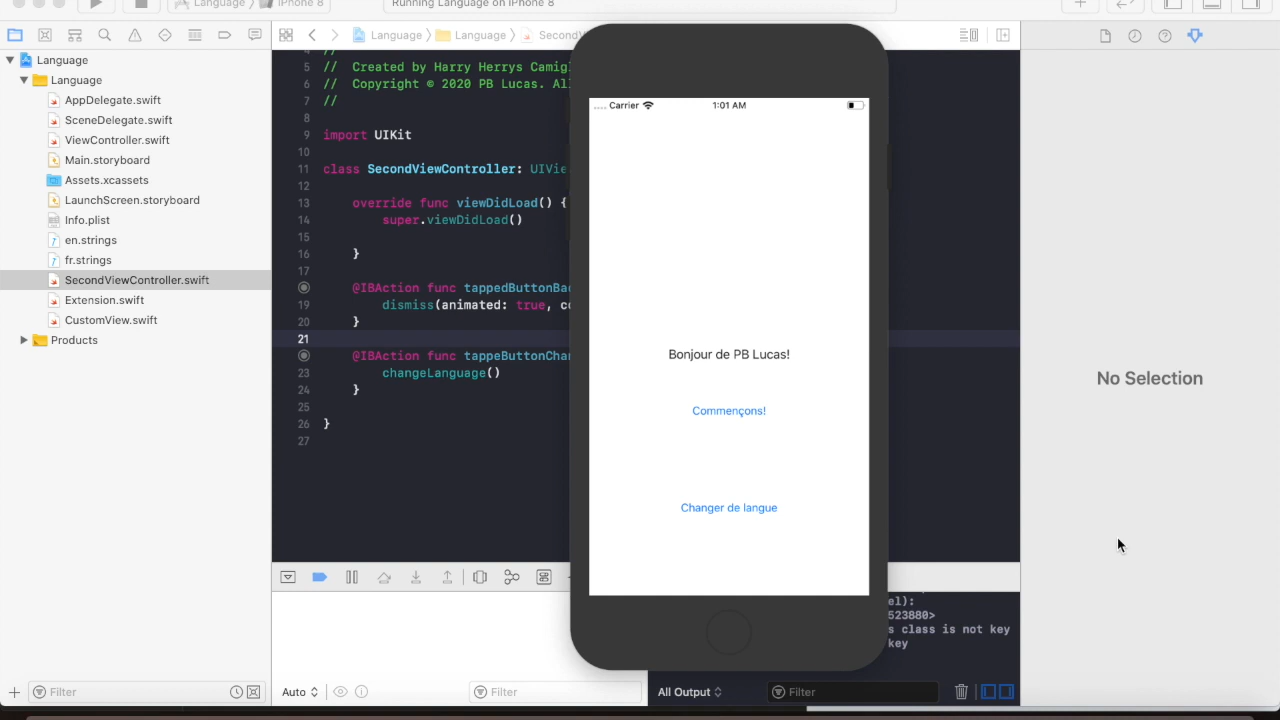 Language
iPhone 8
Running Language on iPhone 8
Language
Language
AppDelegate.swift
SceneDelegate.swift
ViewController.swift
Main.storyboard
Assets.xcassets
LaunchScreen.storyboard
Info.plist
en.strings
fr.strings
SecondViewController.swift
Extension.swift
CustomView.swift
Products
Filter
Language
Language
4 //
5 // Created by Harry Herrys Camigl
6 // Copyright © 2020 PB Lucas. Al
7 //
8
9 import UIKit
10
11 class SecondViewController: UIVie
12
13 override func viewDidLoad() {
14 super.viewDidLoad()
15
16 }
17
@IBAction func tappedButtonBac
19 dismiss(animated: true, co
20 }
21
@IBAction func tappeButtonChan
23 changeLanguage()
24 }
25
26 }
27
Carrier 1:01 AM
Bonjour de PB Lucas!
Commençons!
Changer de langue
No Selection
el):
523880>
s class is not key
key
Auto
Filter
All Output
Filter